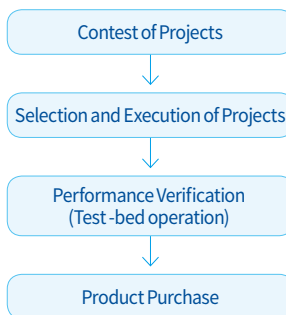 Contest of Projects
Selection and Execution of Projects
Performance Verification
(Test-bed operation)
Product Purchase